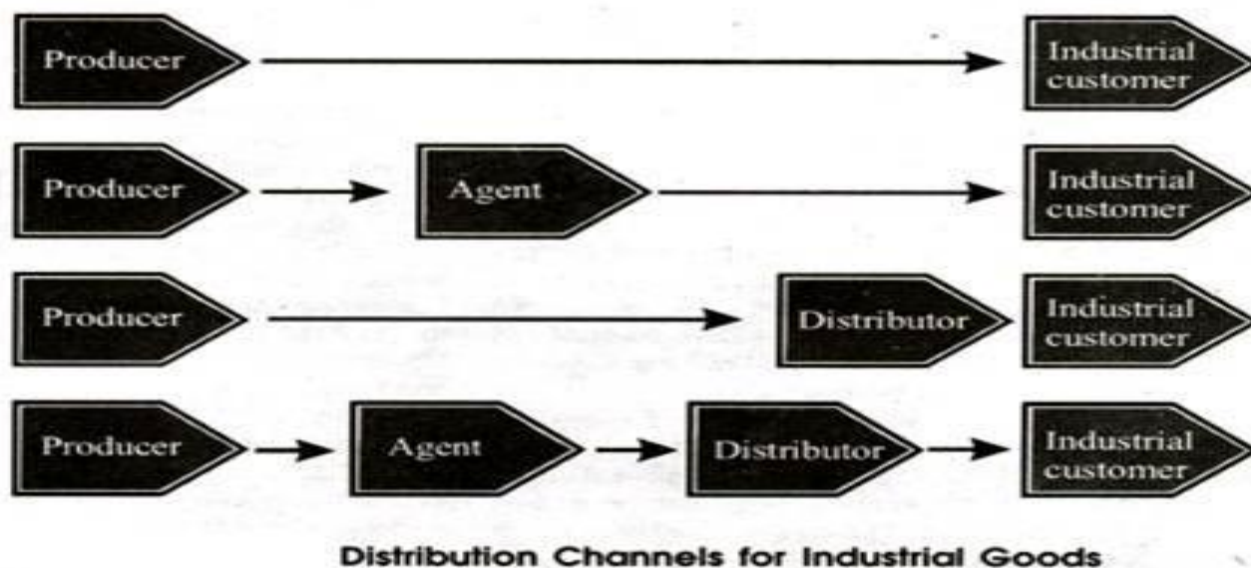 Producer
Industrial
customer
Producer
Agent
Industrial
customer
Producer
Distributor
Industrial
customer
Producer
Agent
Distributor
Industrial
customer
Distribution Channels for Industrial Goods